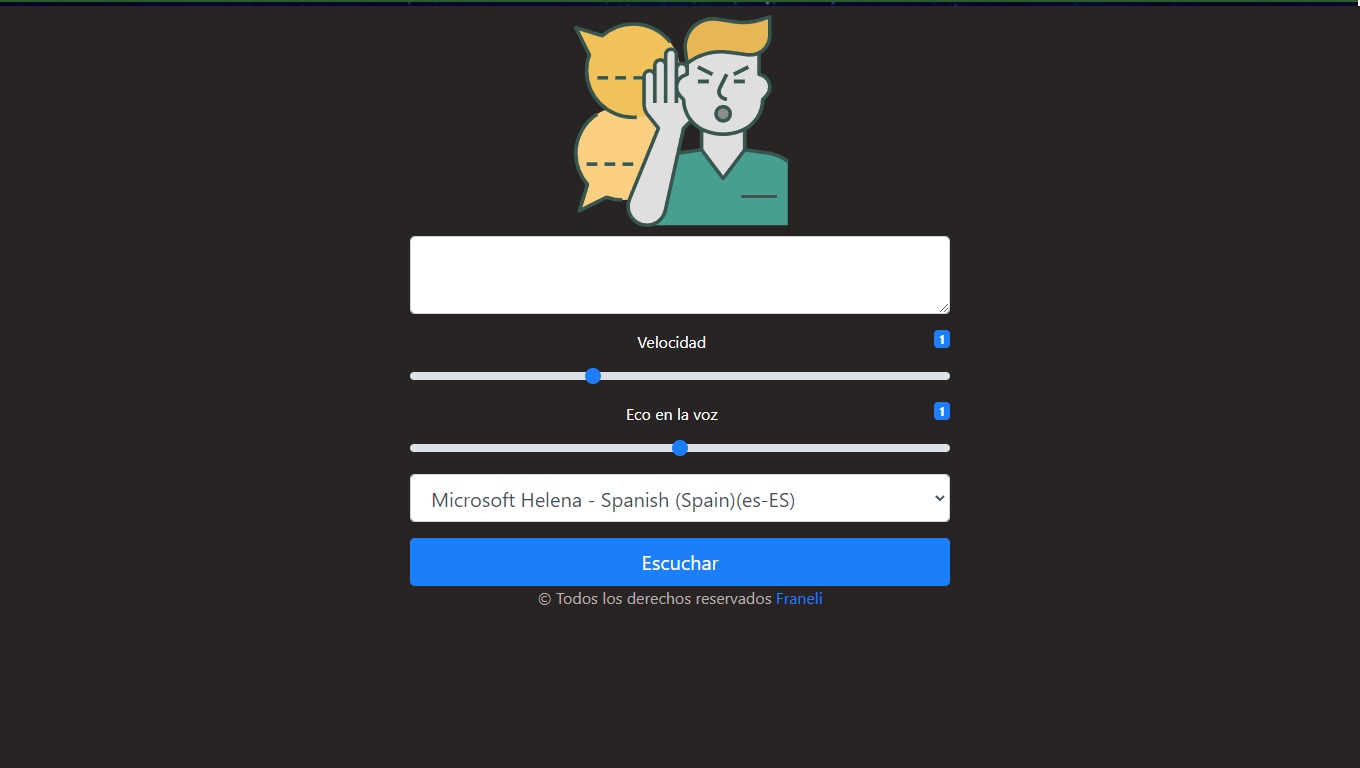 Velocidad
1
Eco en la voz
1
Microsoft Helena - Spanish (Spain)(es-ES)
Escuchar
© Todos los derechos reservados Franeli